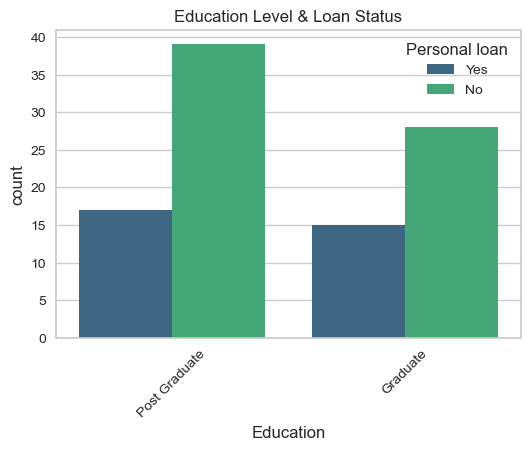 Education Level & Loan Status
Personal loan
Yes
No
count
40
35
30
25
20
15
10
5
0
Post Graduate
Graduate
Education